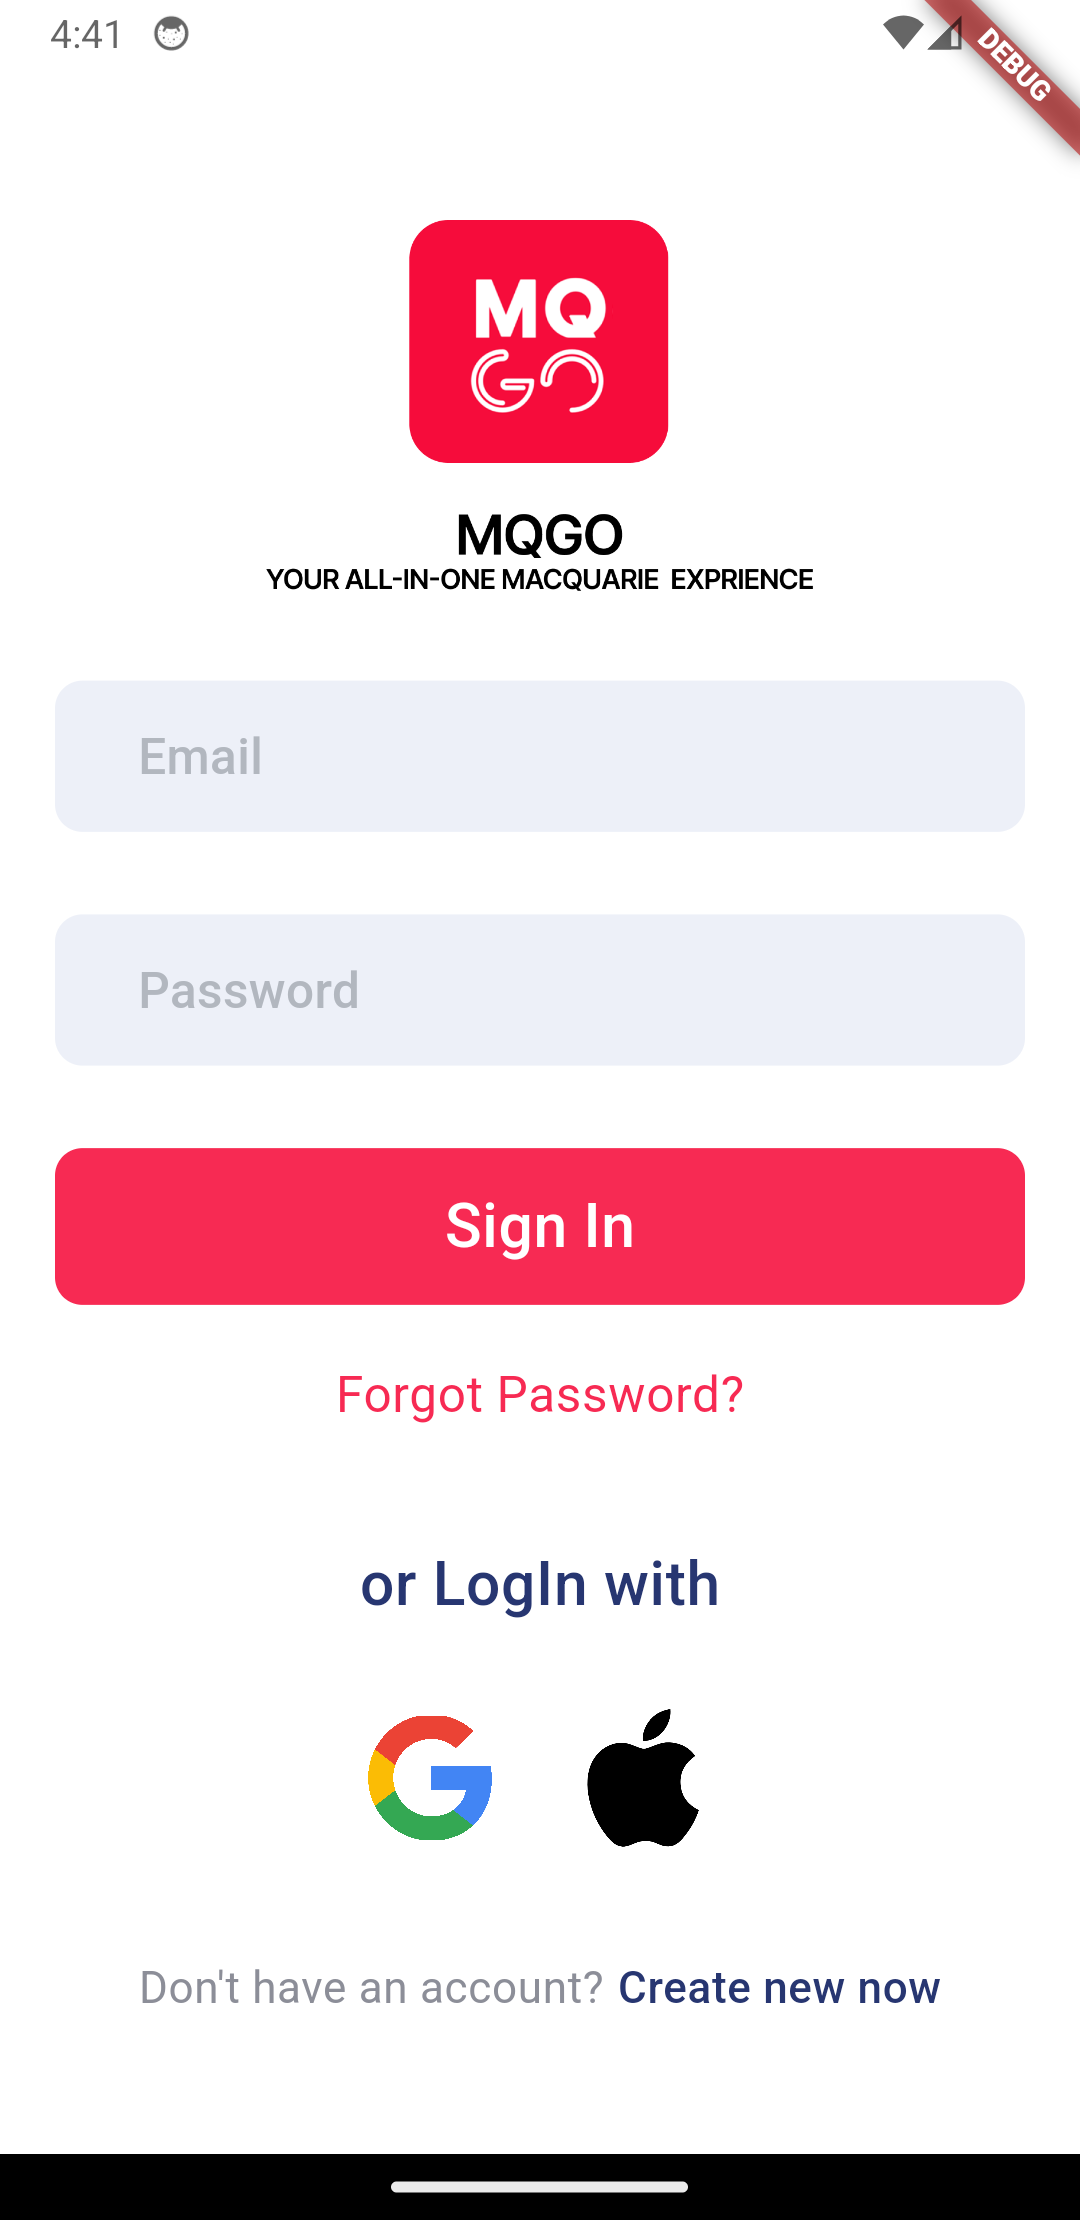 4:41
DEBUG
MQ
GO
MQGO
YOUR ALL-IN-ONE MACQUARIE  EXPRIENCE
Email
Password
Sign In
Forgot Password?
or LogIn with
Don't have an account? Create new now